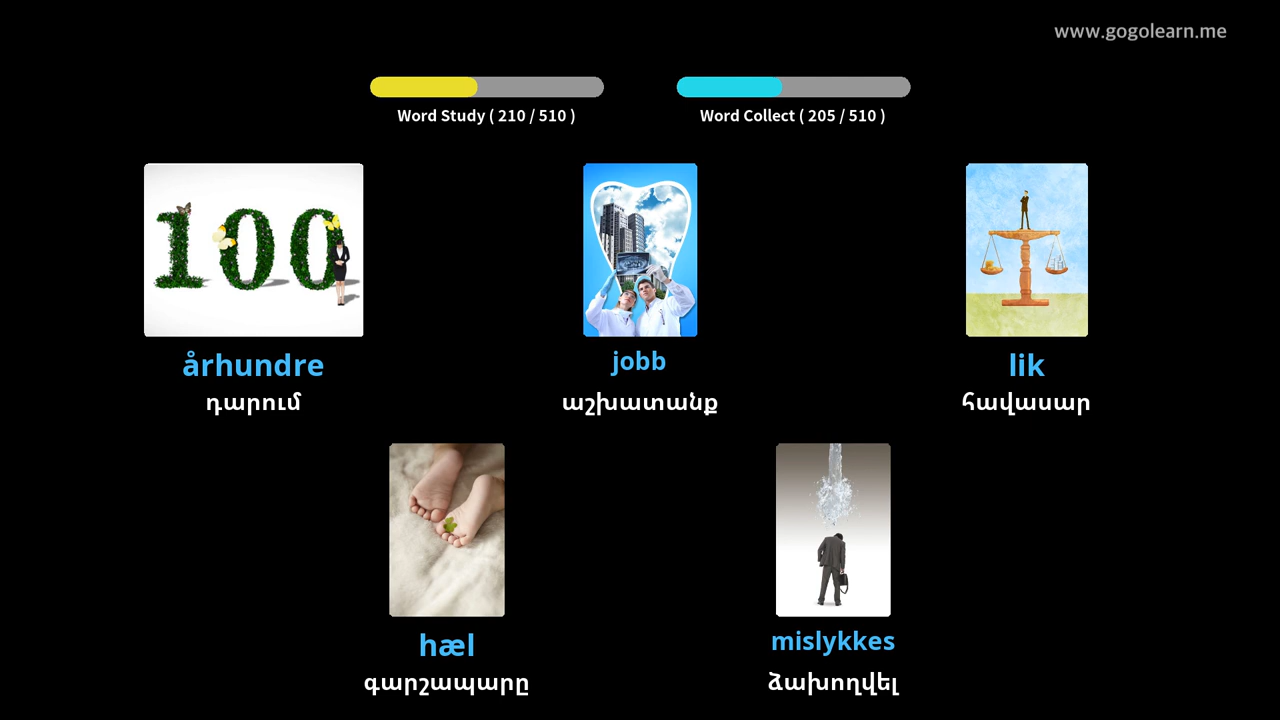 www.gogolearn.me
Word Study ( 210 / 510 )
Word Collect ( 205 / 510 )
århundre
դարում
jobb
աշխատանք
lik
հավասար
hæl
գարշապարը
mislykkes
ձախողվել